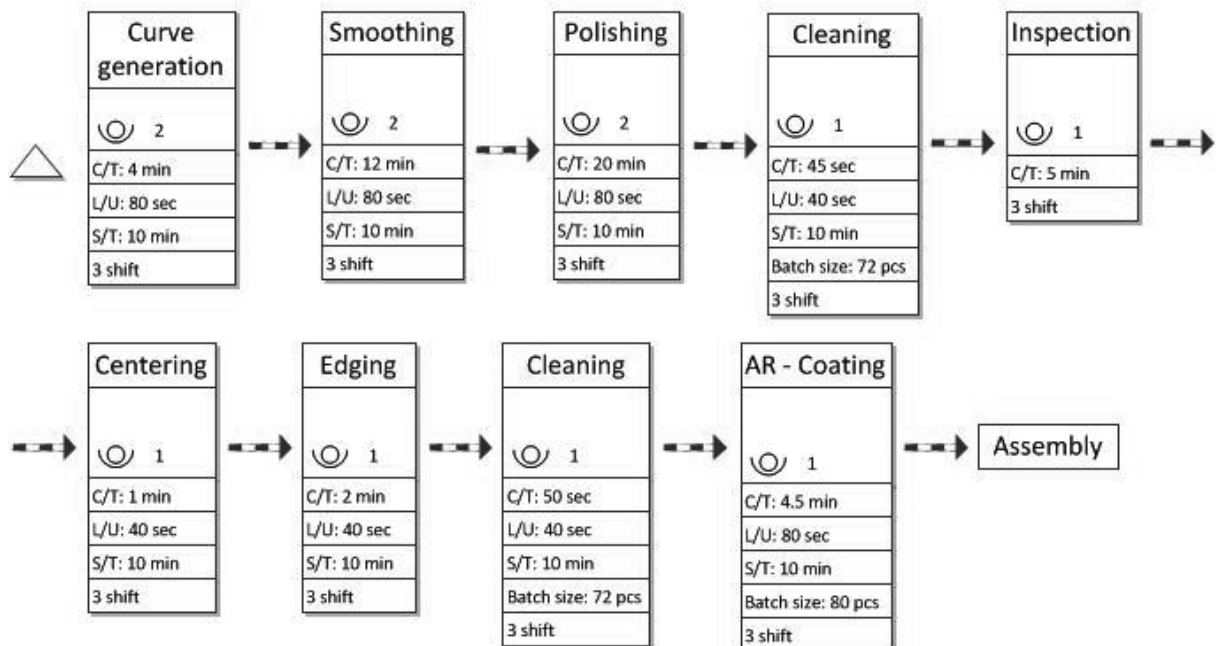 Curve
generation
2
C/T: 4 min
L/U: 80 sec
S/T: 10 min
3 shift
Smoothing
2
C/T: 12 min
L/U: 80 sec
S/T: 10 min
3 shift
Polishing
2
C/T: 20 min
L/U: 80 sec
S/T: 10 min
3 shift
Cleaning
1
C/T: 45 sec
L/U: 40 sec
S/T: 10 min
Batch size: 72 pcs
3 shift
Inspection
1
C/T: 5 min
3 shift
Centering
1
C/T: 1 min
L/U: 40 sec
S/T: 10 min
3 shift
Edging
1
C/T: 2 min
L/U: 40 sec
S/T: 10 min
3 shift
Cleaning
1
C/T: 50 sec
L/U: 40 sec
S/T: 10 min
Batch size: 72 pcs
3 shift
AR - Coating
1
C/T: 4.5 min
L/U: 80 sec
S/T: 10 min
Batch size: 80 pcs
3 shift
Assembly